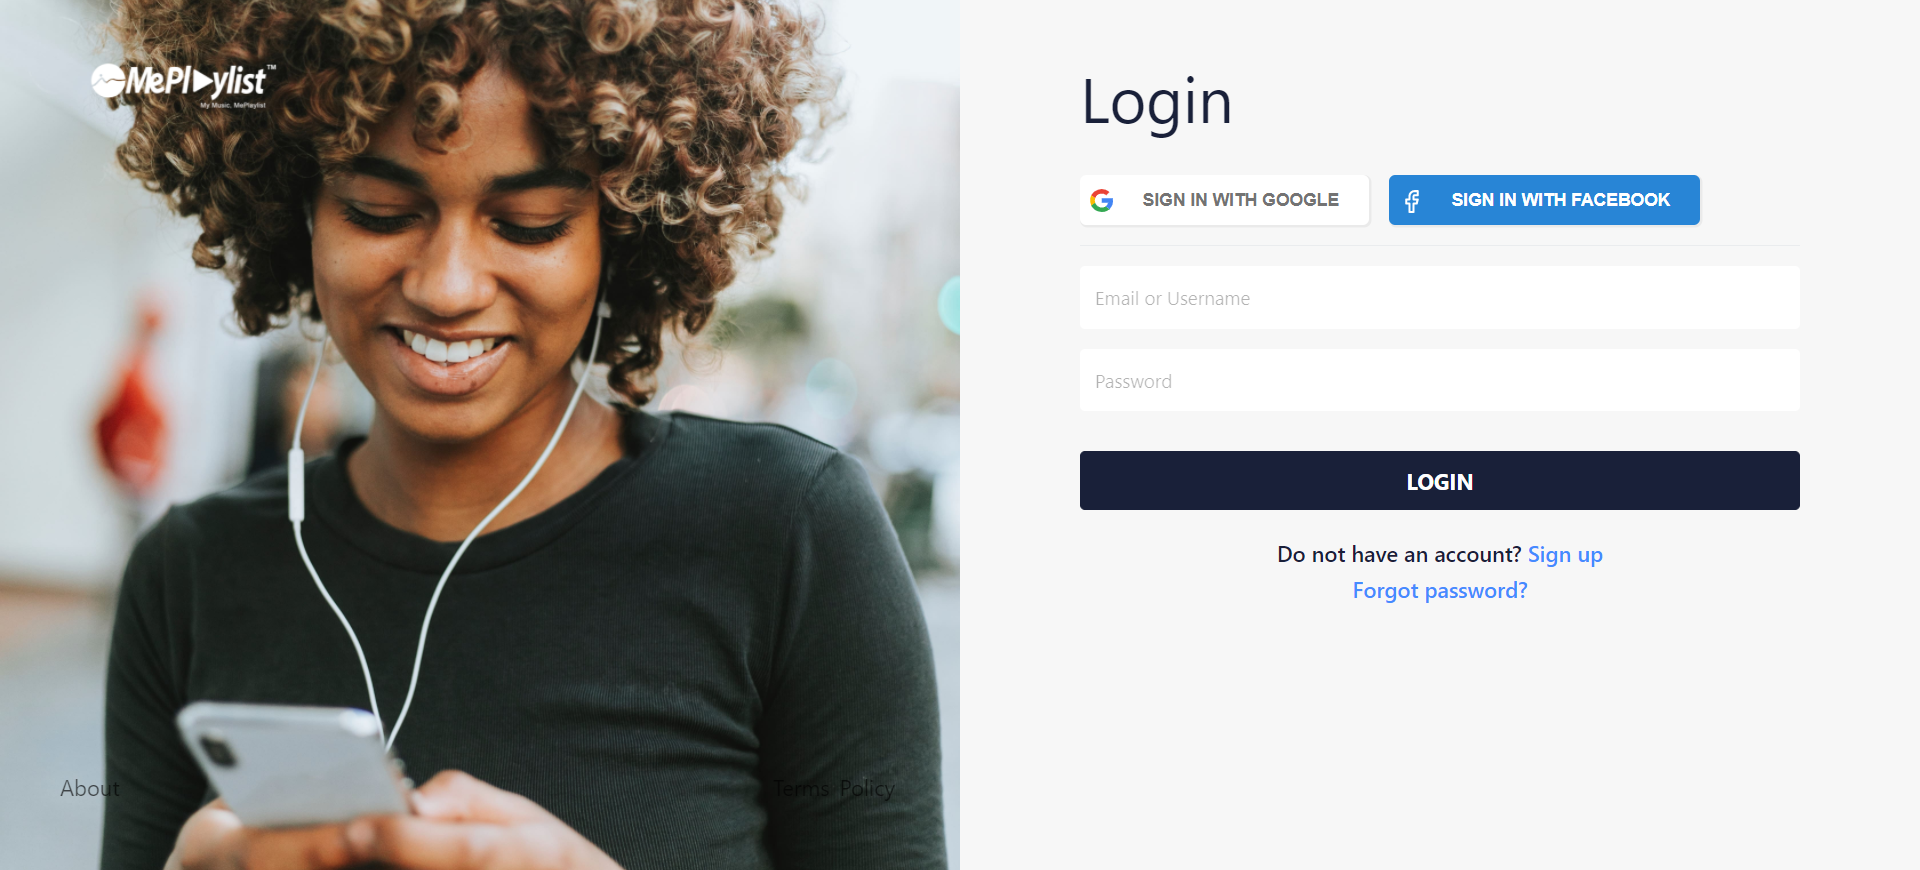 MePlaylist™
My Music, MePlaylist
About
Terms Policy
Login
SIGN IN WITH GOOGLE
SIGN IN WITH FACEBOOK
Email or Username
Password
LOGIN
Do not have an account? Sign up
Forgot password?